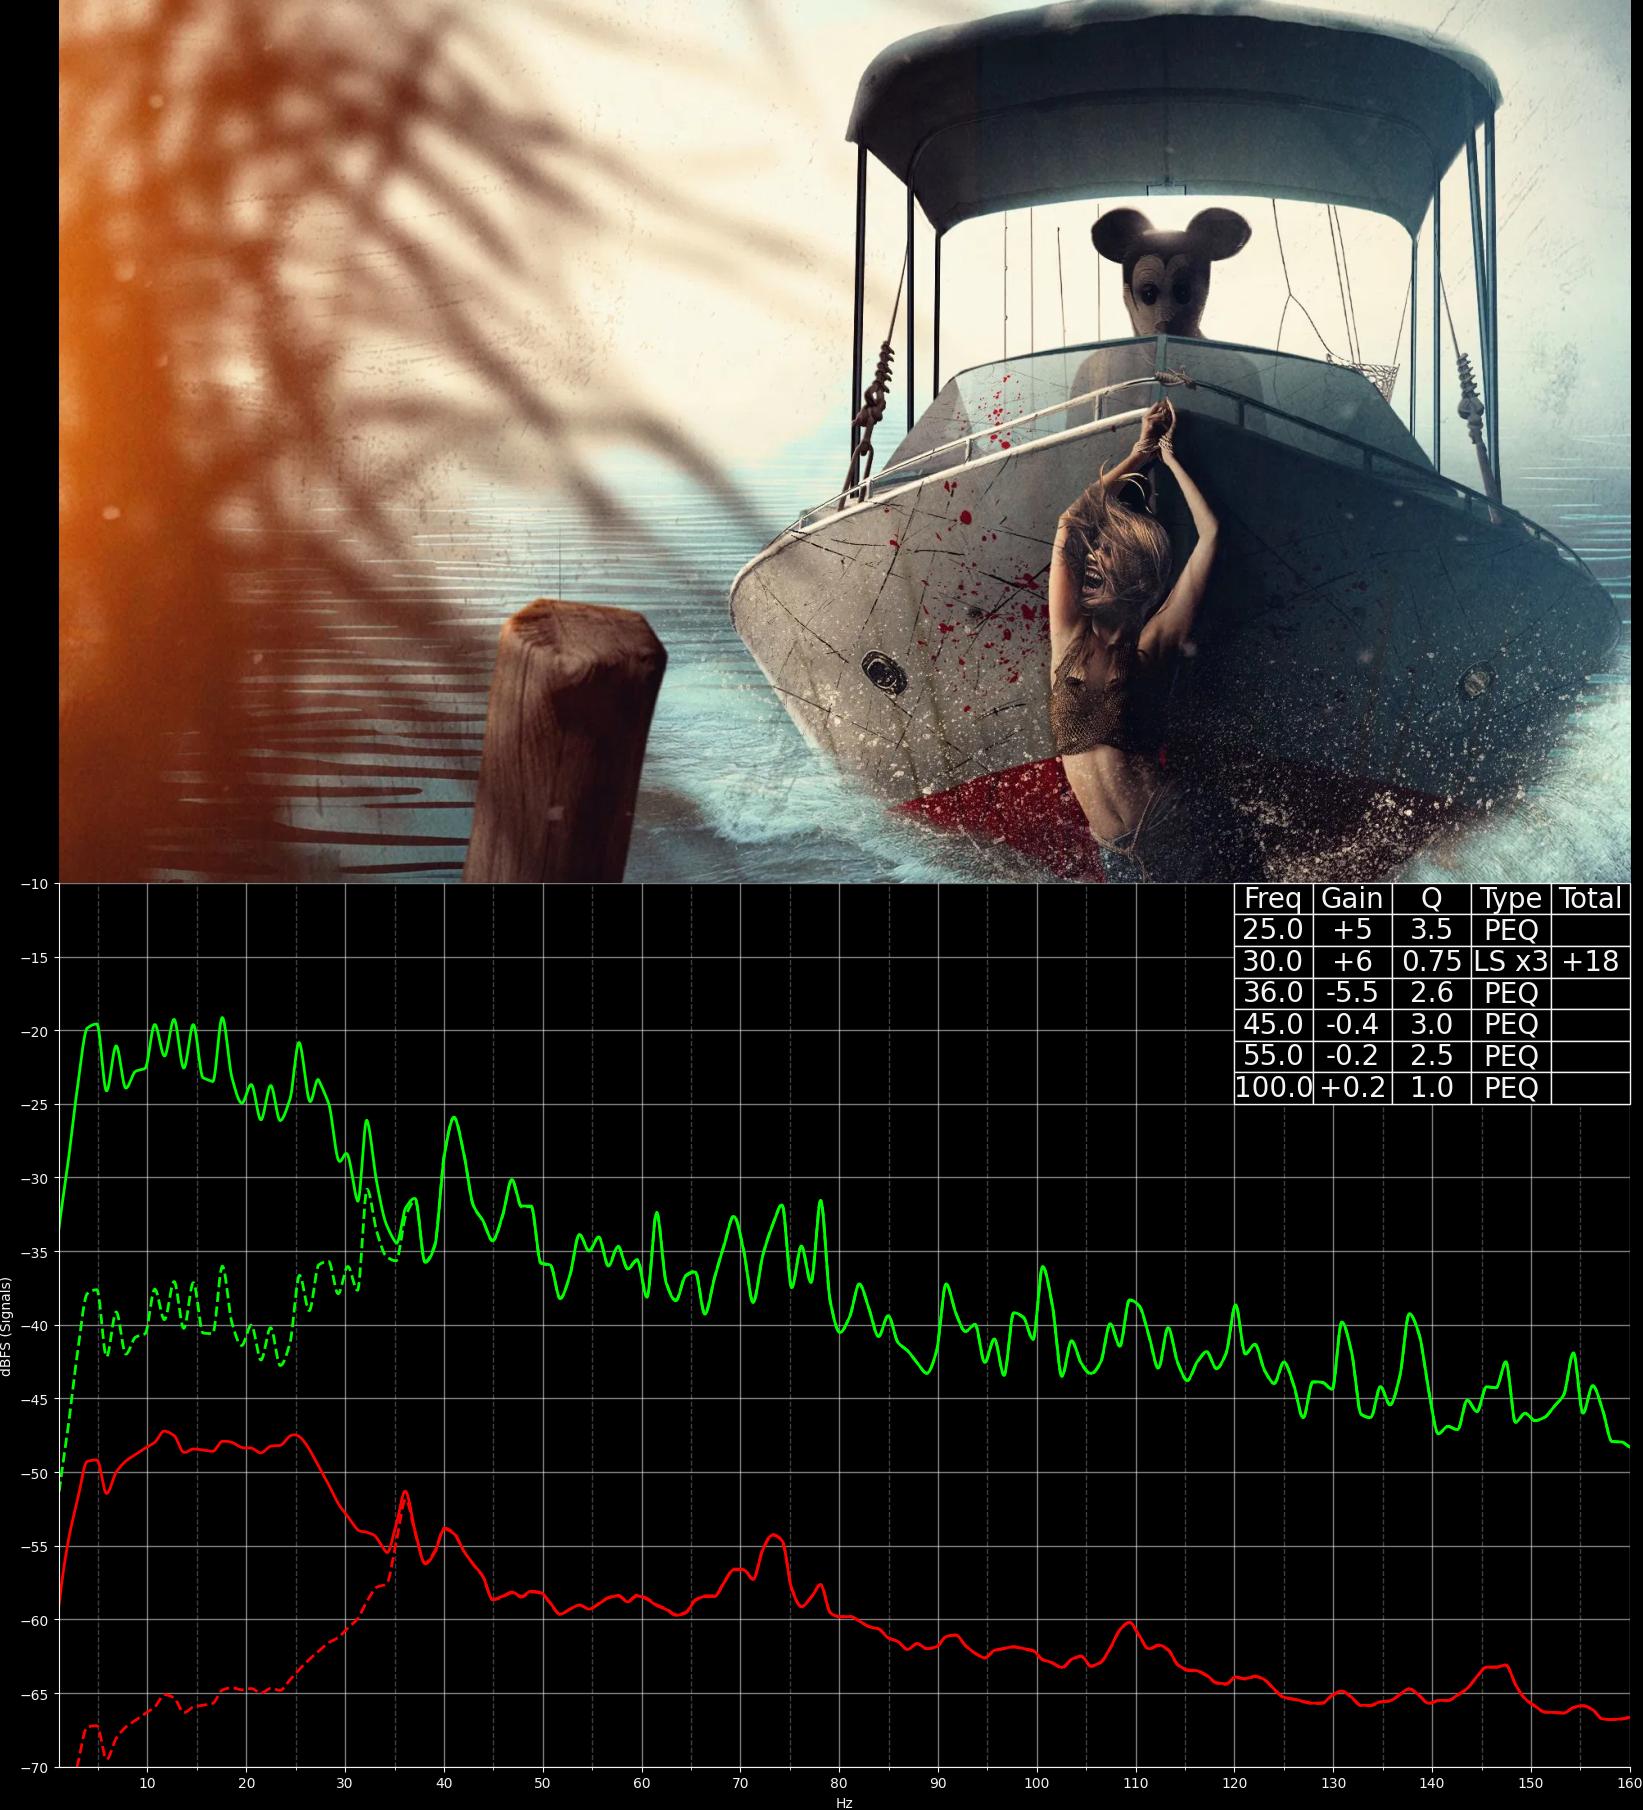 Freq Gain Q Type Total
25.0 +5 3.5 PEQ
30.0 +6 0.75 LS x3 +18
36.0 -5.5 2.6 PEQ
45.0 -0.4 3.0 PEQ
55.0 -0.2 2.5 PEQ
100.0 +0.2 1.0 PEQ
−10
−15
−20
−25
−30
−35
−40
−45
−50
−55
−60
−65
−70
dBFS (Signals)
10 20 30 40 50 60 70 80 90 100 110 120 130 140 150 160
Hz